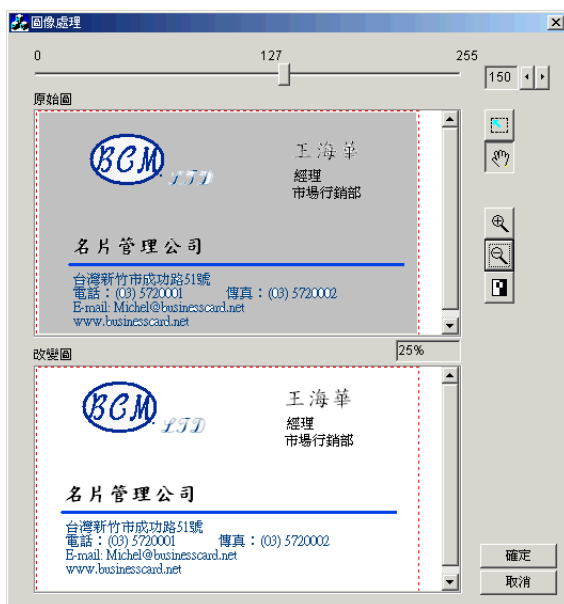 圖像處理
0 127 255
150
原始圖
BCM.
LTD
王海華
經理
市場行銷部
名片管理公司
台灣新竹市成功路51號
電話：(03) 5720001 傳真：(03) 5720002
E-mail: Michel@businesscard.net
www.businesscard.net
改變圖
25%
BCM.
LTD
王海華
經理
市場行銷部
名片管理公司
台灣新竹市成功路51號
電話：(03) 5720001 傳真：(03) 5720002
E-mail: Michel@businesscard.net
www.businesscard.net
確定
取消